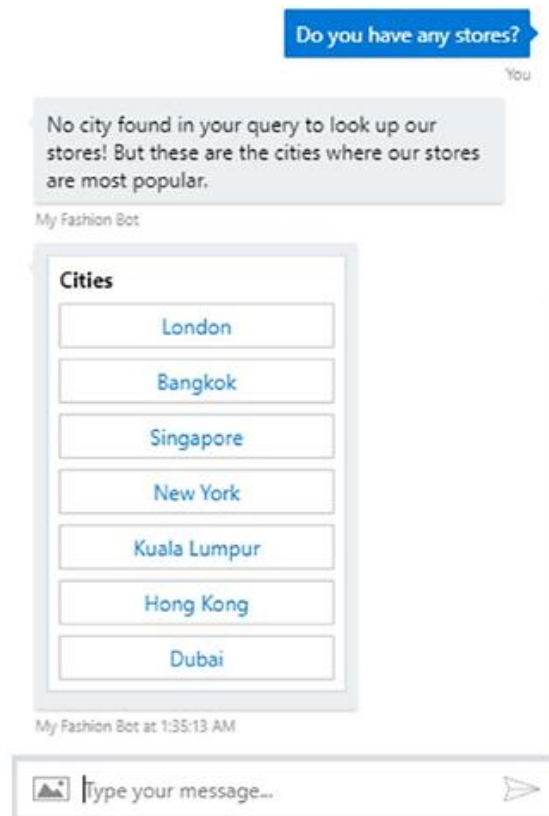 Do you have any stores?
You
No city found in your query to look up our
stores! But these are the cities where our stores
are most popular.
My Fashion Bot
Cities
London
Bangkok
Singapore
New York
Kuala Lumpur
Hong Kong
Dubai
My Fashion Bot at 1:35:13 AM
Type your message...